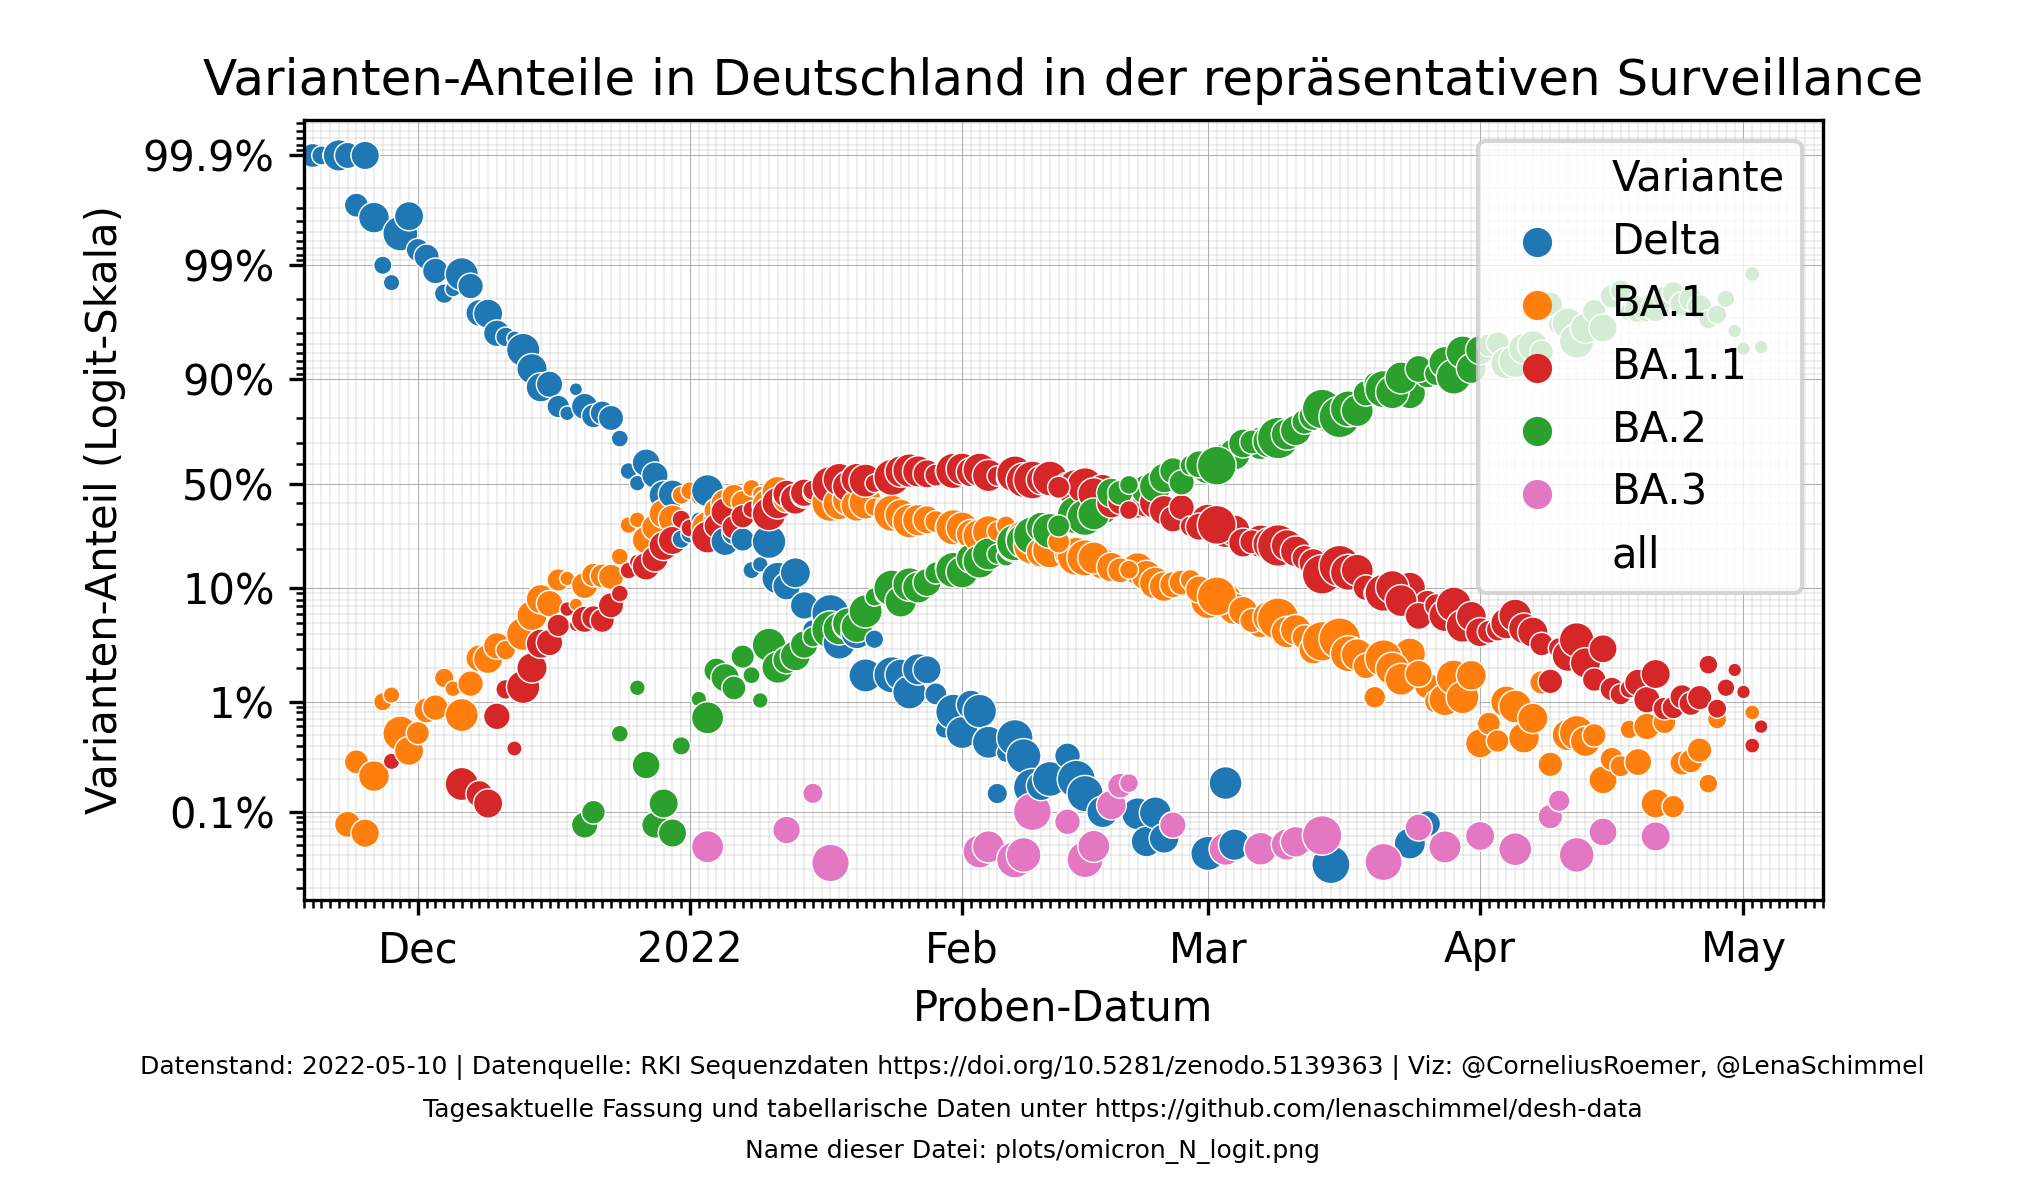 Varianten-Anteile in Deutschland in der repräsentativen Surveillance
Varianten-Anteil (Logit-Skala)
99.9%
99%
90%
50%
10%
1%
0.1%
Variante
Delta
BA.1
BA.1.1
BA.2
BA.3
all
Dec
2022
Feb
Mar
Apr
May
Proben-Datum
Datenstand: 2022-05-10 | Datenquelle: RKI Sequenzdaten https://doi.org/10.5281/zenodo.5139363 | Viz: @CorneliusRoemer, @LenaSchimmel
Tagesaktuelle Fassung und tabellarische Daten unter https://github.com/lenaschimmel/desh-data
Name dieser Datei: plots/omicron_N_logit.png